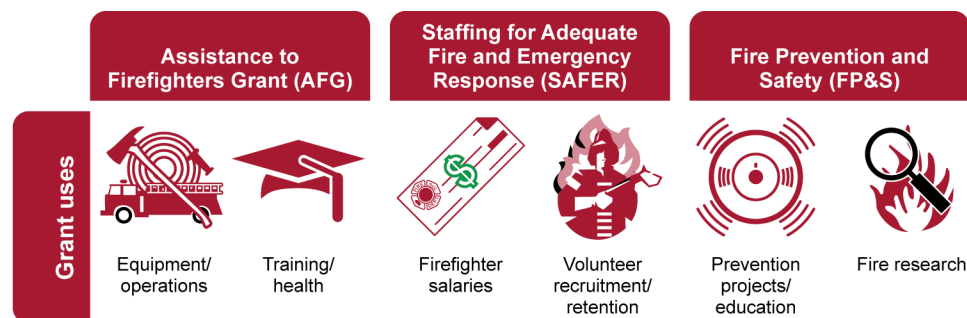 Assistance to
Firefighters Grant (AFG)
Staffing for Adequate
Fire and Emergency
Response (SAFER)
Fire Prevention and
Safety (FP&S)
Grant uses
Equipment/
operations
Training/
health
Firefighter
salaries
Volunteer
recruitment/
retention
Prevention
projects/
education
Fire research